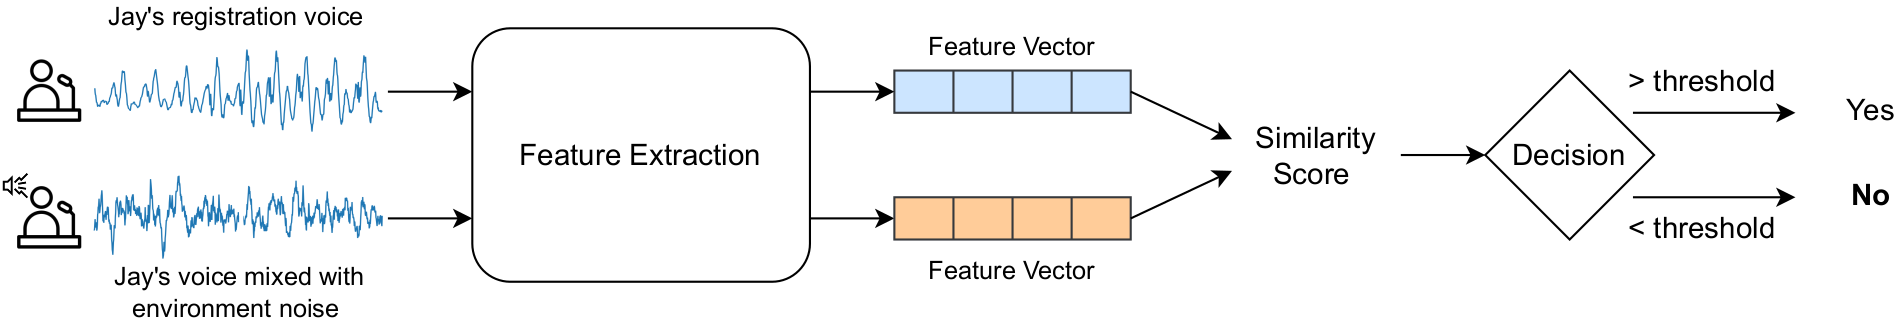 Jay's registration voice
Jay's voice mixed with
environment noise
Feature Extraction
Feature Vector
Feature Vector
Similarity
Score
Decision
> threshold
Yes
< threshold
No